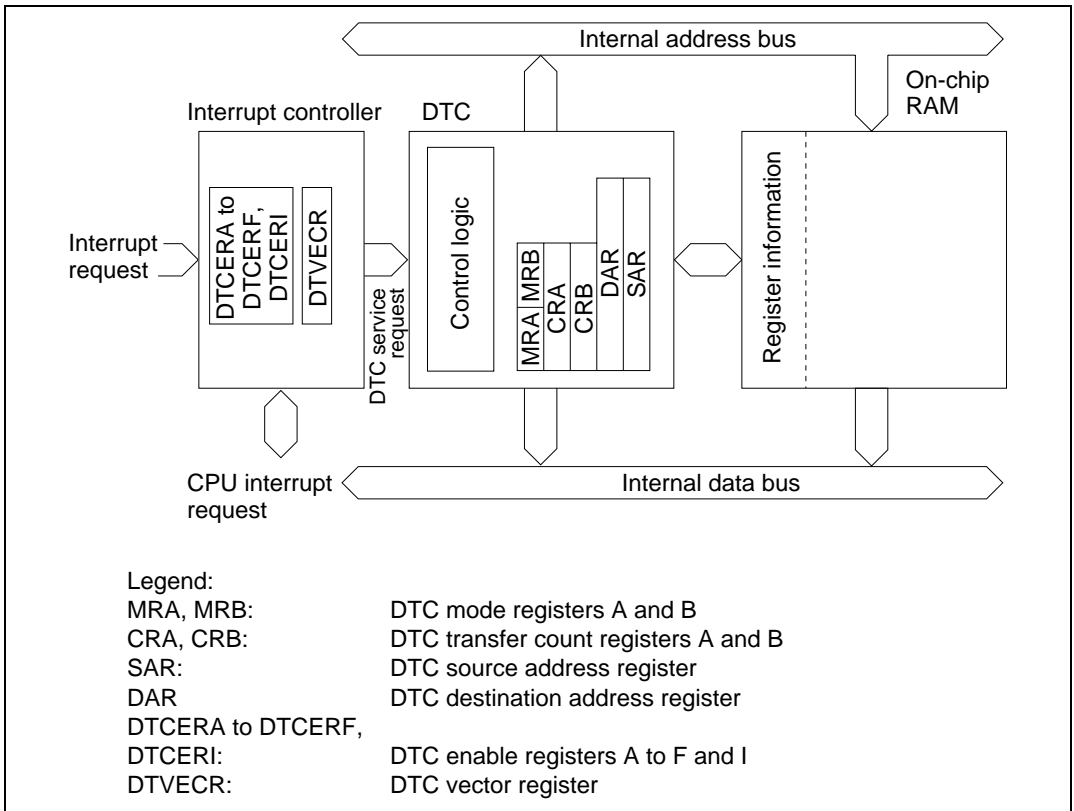 Internal address bus
On-chip
RAM
Interrupt controller
DTC
Interrupt
request
DTCERA to
DTCERF,
DTCERI
DTVECR
DTC service
request
Control logic
MRA MRB
CRA
CRB
DAR
SAR
Register information
CPU interrupt
request
Internal data bus
Legend:
MRA, MRB: DTC mode registers A and B
CRA, CRB: DTC transfer count registers A and B
SAR: DTC source address register
DAR DTC destination address register
DTCERA to DTCERF,
DTCERI: DTC enable registers A to F and I
DTVECR: DTC vector register